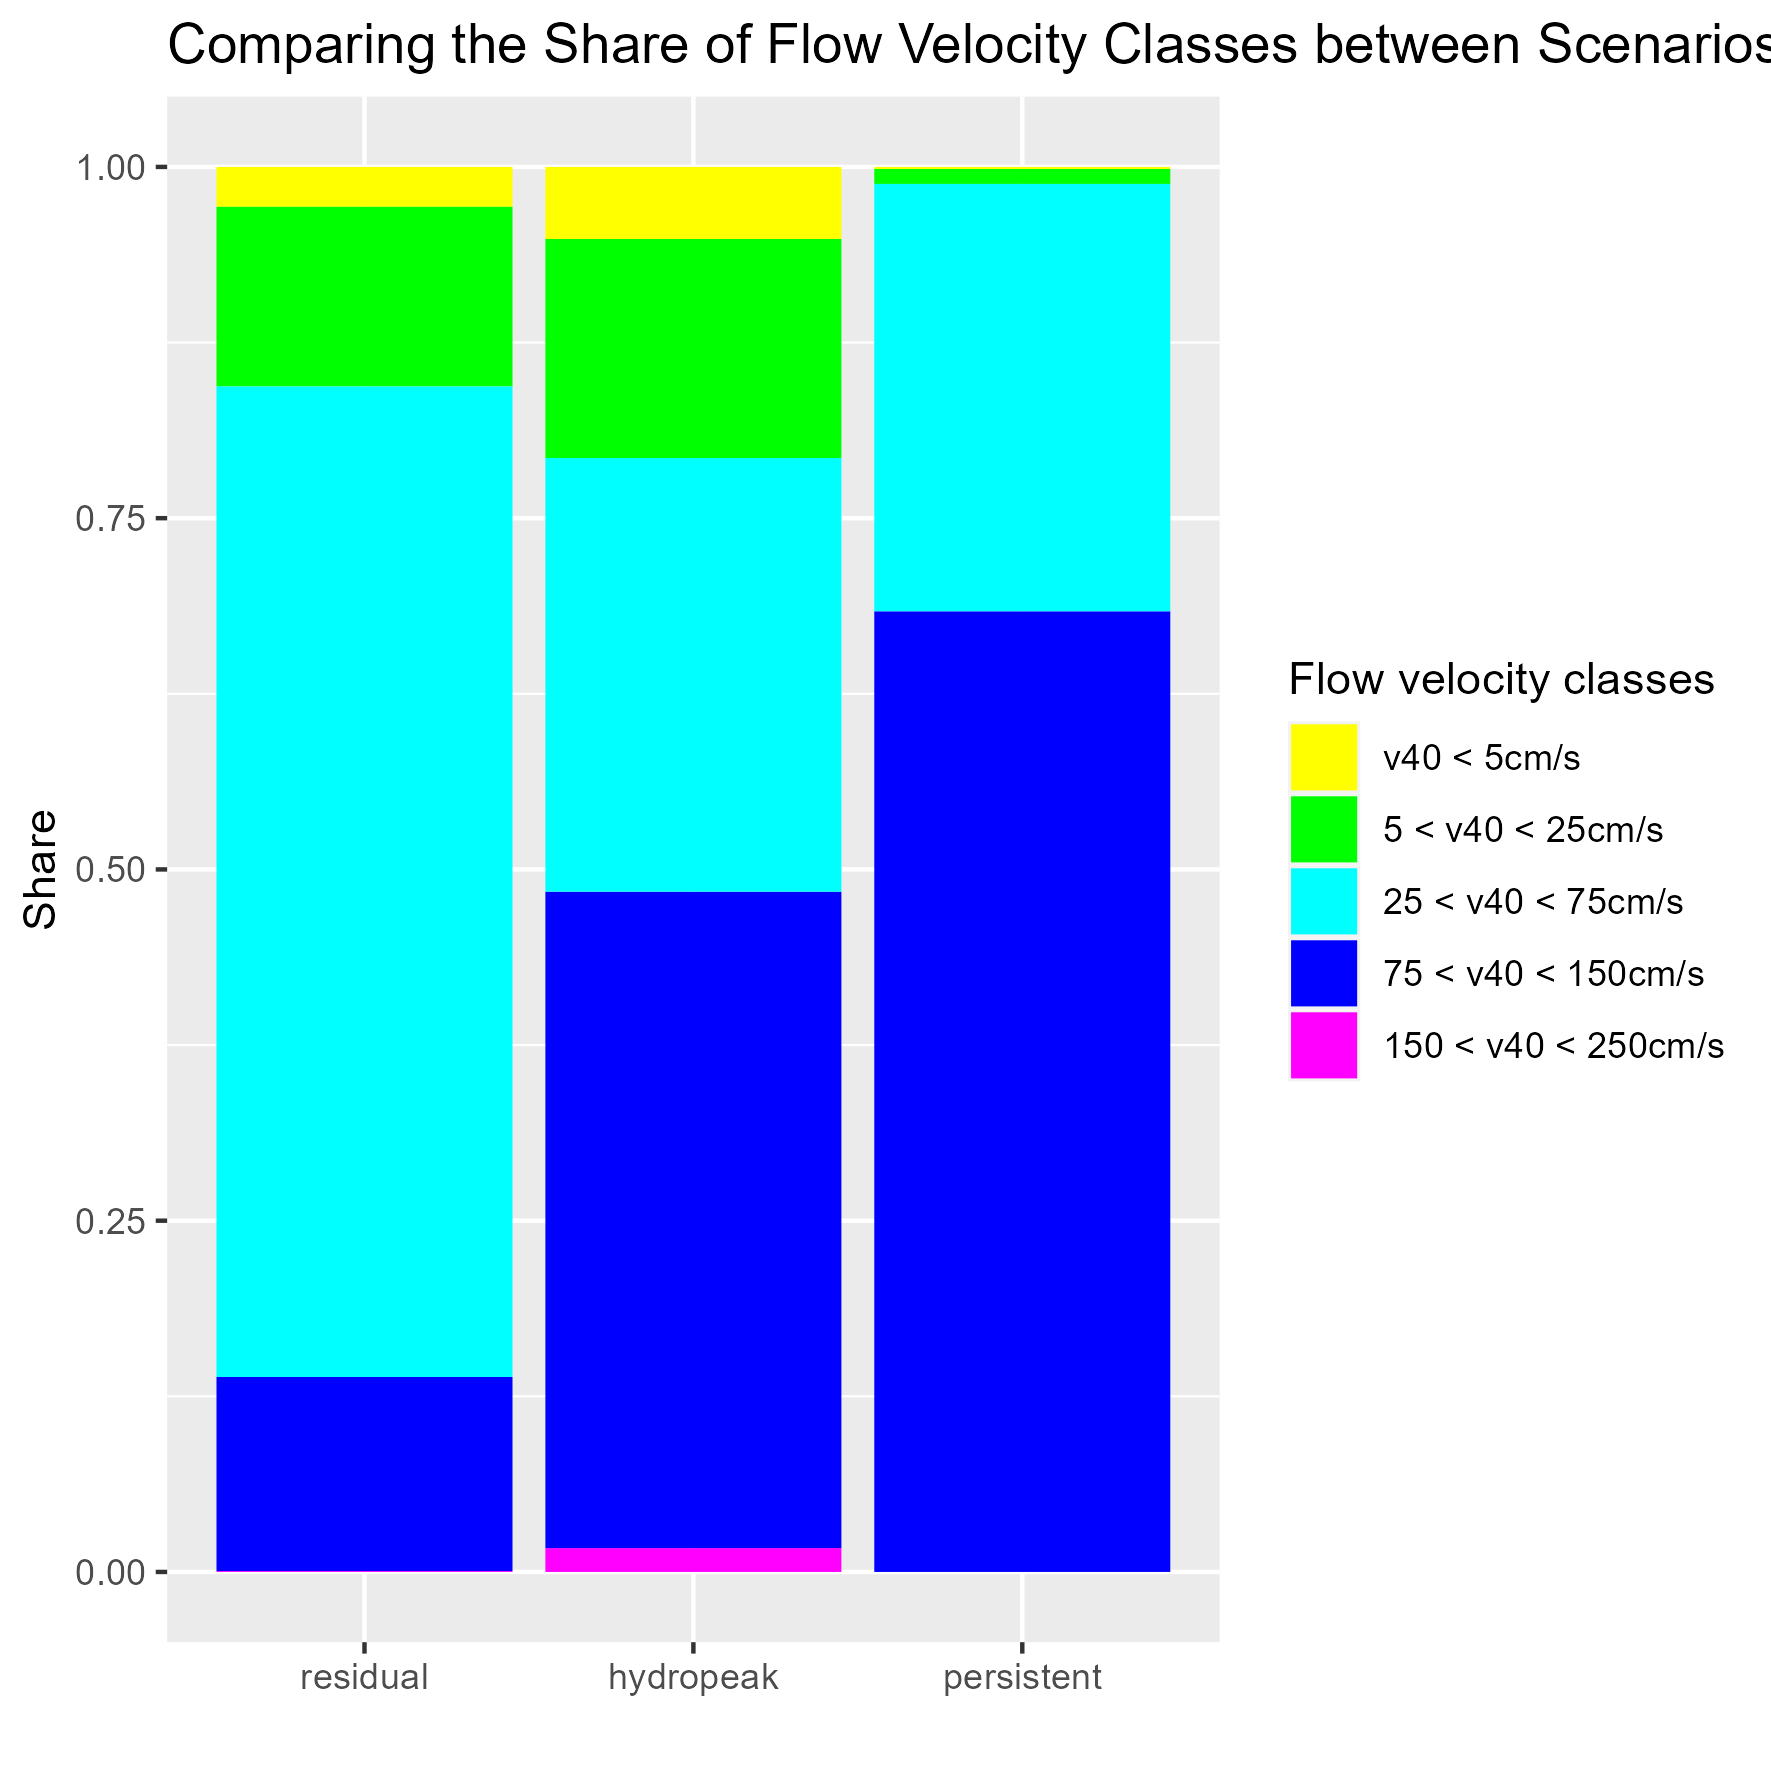 Comparing the Share of Flow Velocity Classes between Scenarios
1.00
0.75
0.50
0.25
0.00
Share
residual
hydropeak
persistent
Flow velocity classes
v40 < 5cm/s
5 < v40 < 25cm/s
25 < v40 < 75cm/s
75 < v40 < 150cm/s
150 < v40 < 250cm/s